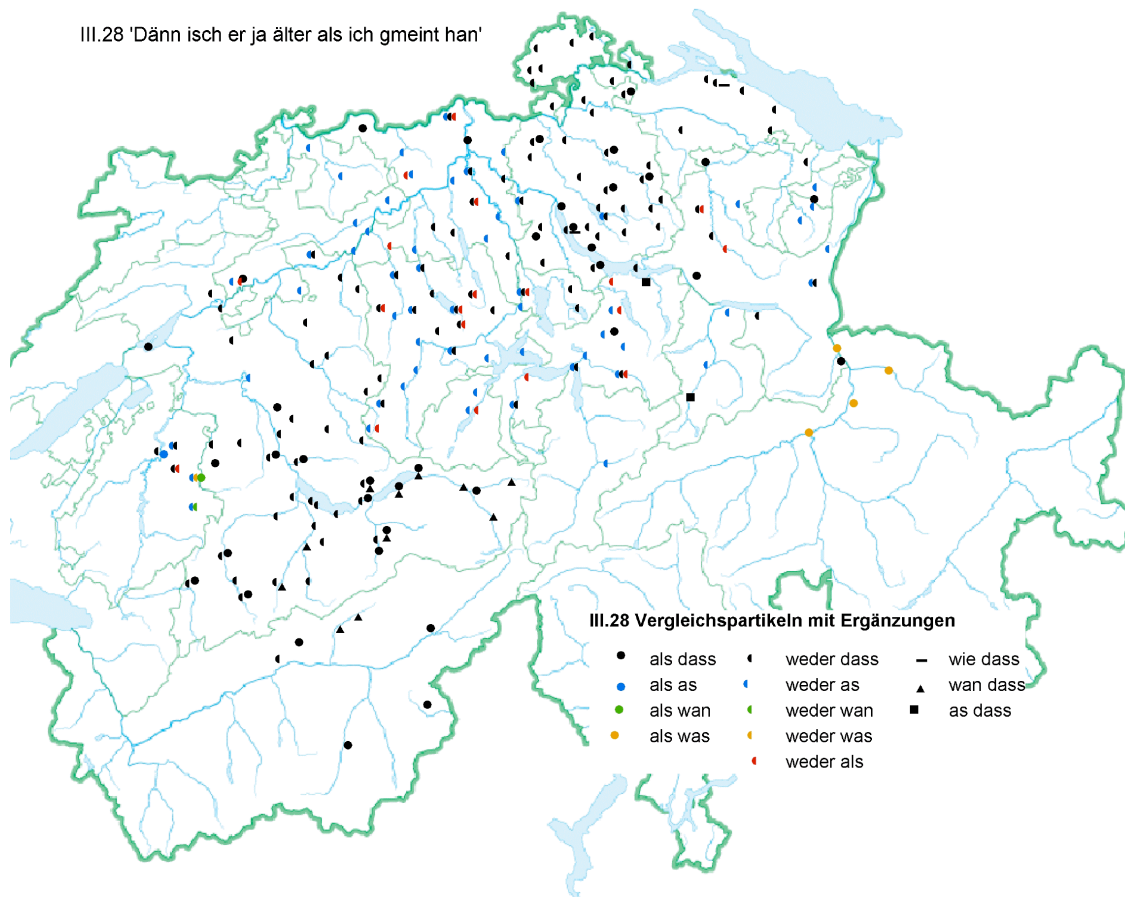 III.28 'Dänn isch er ja älter als ich gmeint han'
III.28 Vergleichspartikeln mit Ergänzungen
als dass weder dass wie dass
als as weder as wan dass
als wan weder wan as dass
als was weder was
weder als